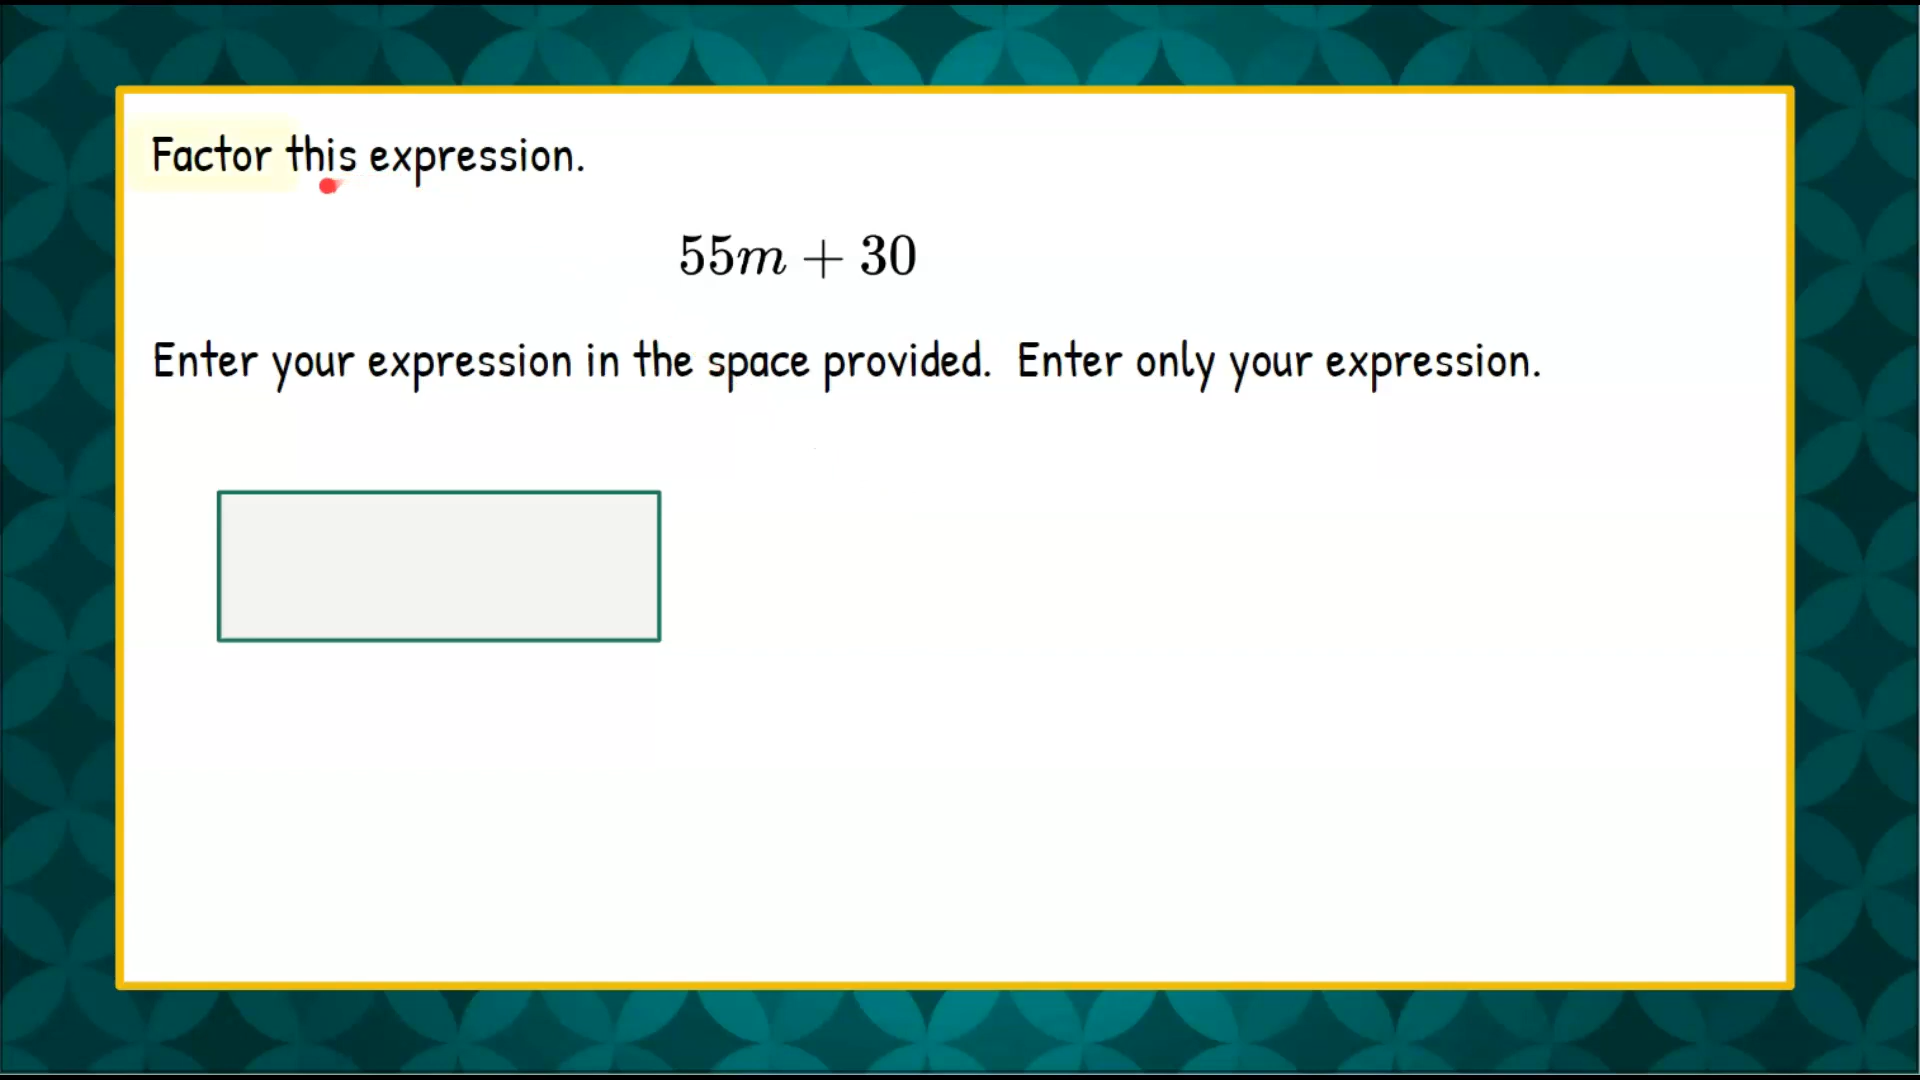 Factor this expression.
55m + 30
Enter your expression in the space provided. Enter only your expression.